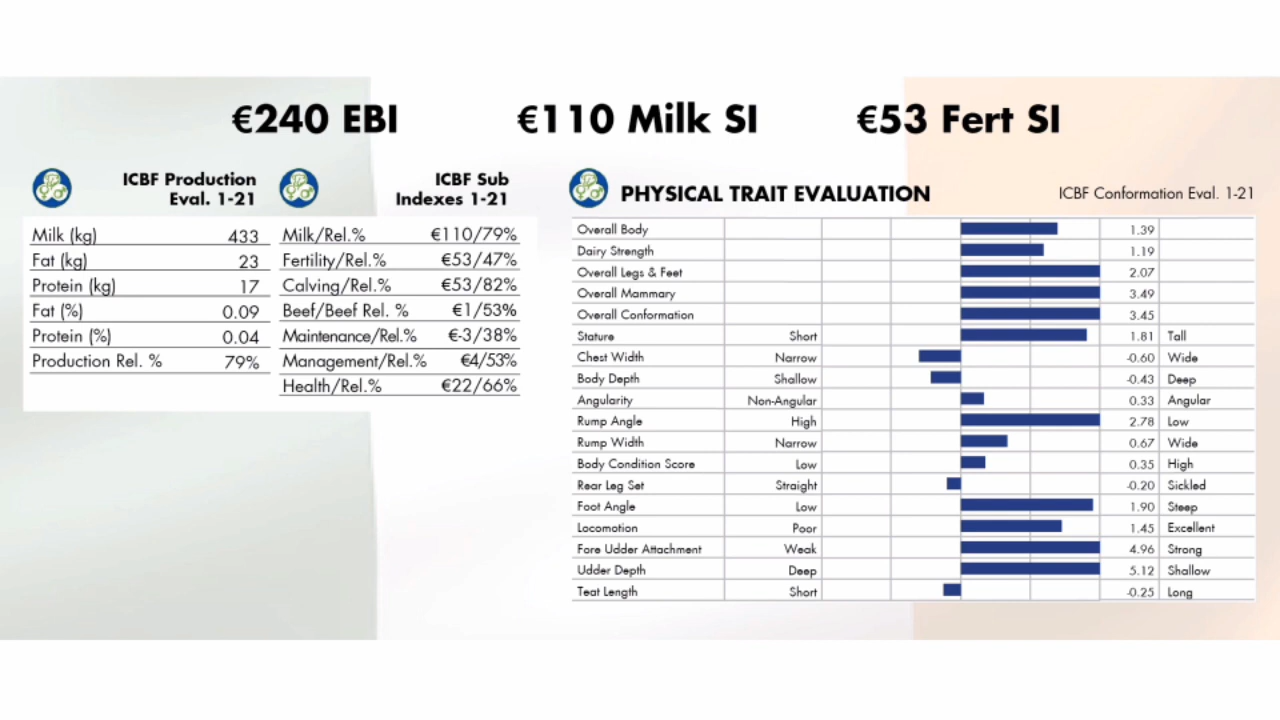 €240 EBI €110 Milk SI €53 Fert SI
ICBF Production
Eval. 1-21
Milk (kg) 433
Fat (kg) 23
Protein (kg) 17
Fat (%) 0.09
Protein (%) 0.04
Production Rel. % 79%
ICBF Sub
Indexes 1-21
Milk/Rel.% €110/79%
Fertility/Rel.% €53/47%
Calving/Rel.% €53/82%
Beef/Beef Rel. % €1/53%
Maintenance/Rel.% €-3/38%
Management/Rel.% €4/53%
Health/Rel.% €22/66%
PHYSICAL TRAIT EVALUATION ICBF Conformation Eval. 1-21
Overall Body 1.39
Dairy Strength 1.19
Overall Legs & Feet 2.07
Overall Mammary 3.49
Overall Conformation 3.45
Stature Short 1.81 Tall
Chest Width Narrow -0.60 Wide
Body Depth Shallow -0.43 Deep
Angularity Non-Angular 0.33 Angular
Rump Angle High 2.78 Low
Rump Width Narrow 0.67 Wide
Body Condition Score Low 0.35 High
Rear Leg Set Straight -0.20 Sickled
Foot Angle Low 1.90 Steep
Locomotion Poor 1.45 Excellent
Fore Udder Attachment Weak 4.96 Strong
Udder Depth Deep 5.12 Shallow
Teat Length Short -0.25 Long